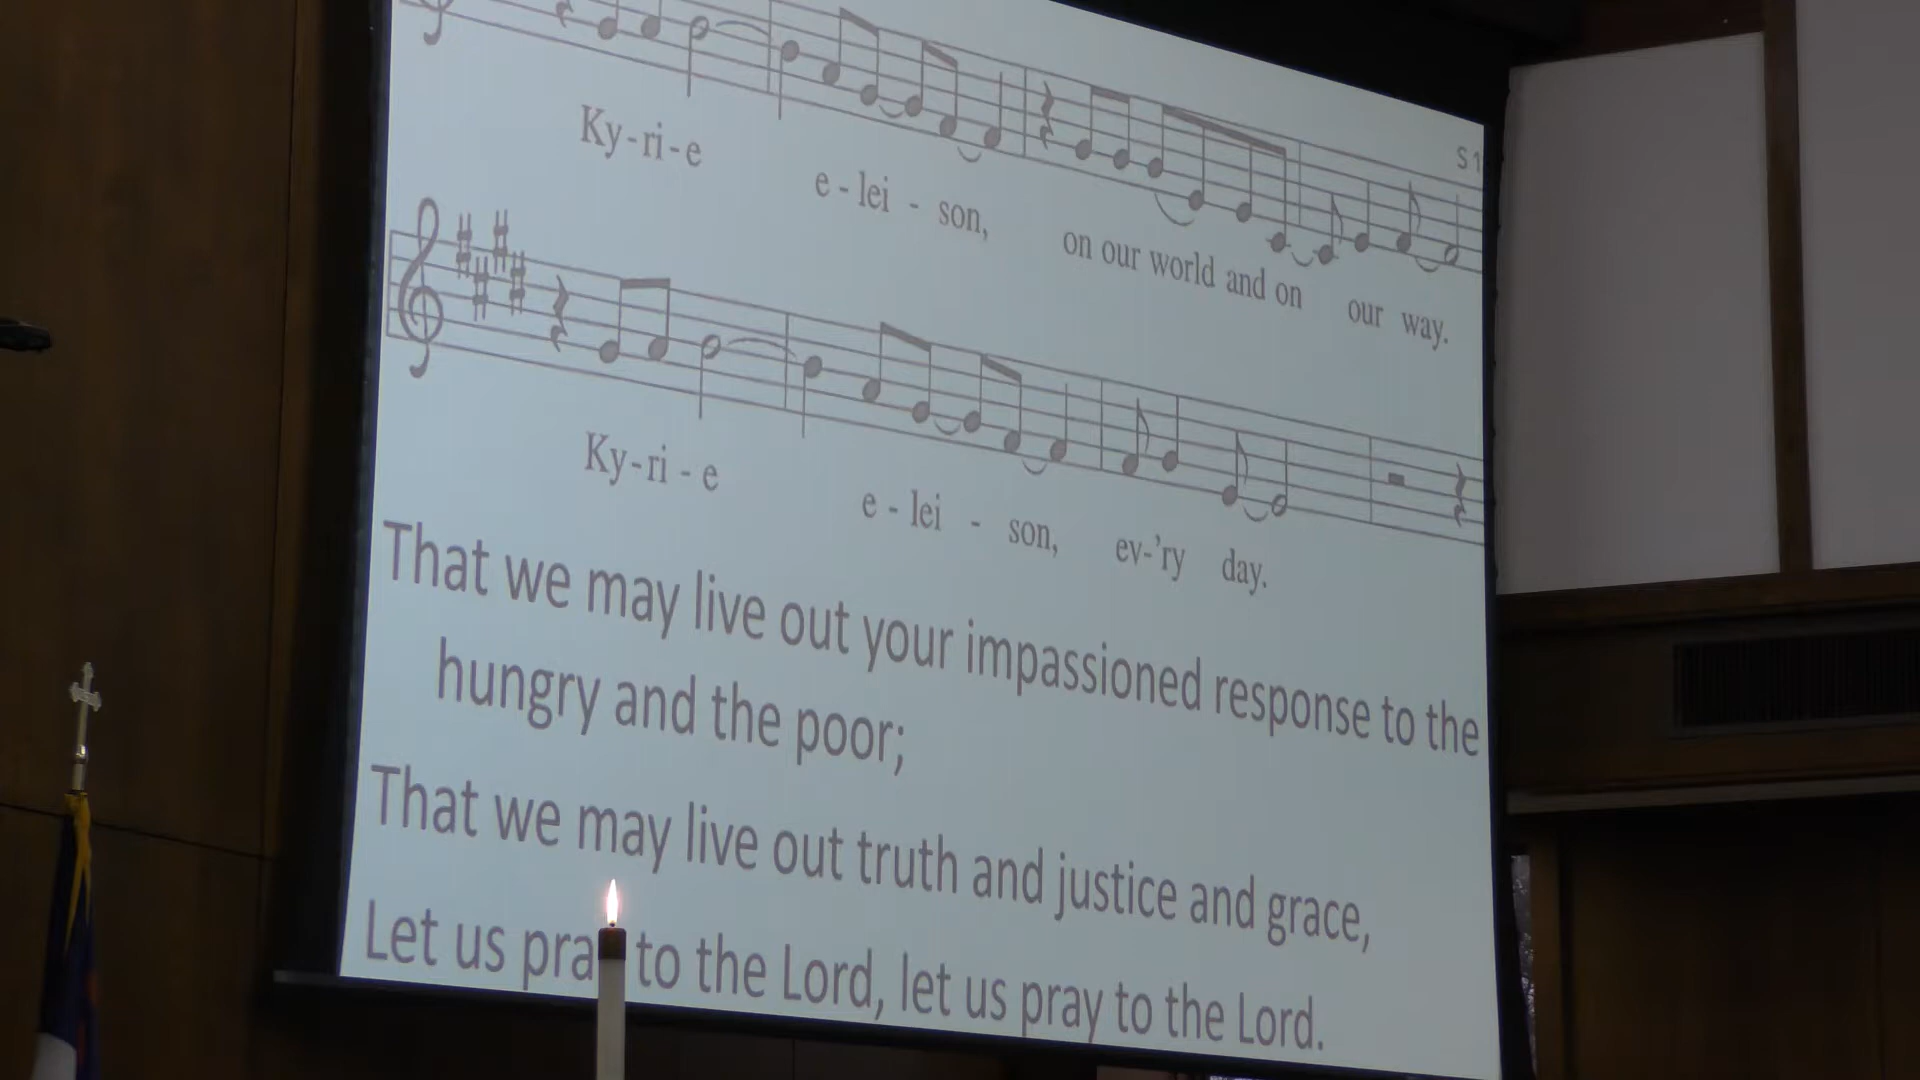 S 1
Ky-ri-e e - lei - son, on our world and on our way.
Ky-ri - e e - lei - son, ev-'ry day.
That we may live out your impassioned response to the
hungry and the poor;
That we may live out truth and justice and grace,
Let us pra to the Lord, let us pray to the Lord.